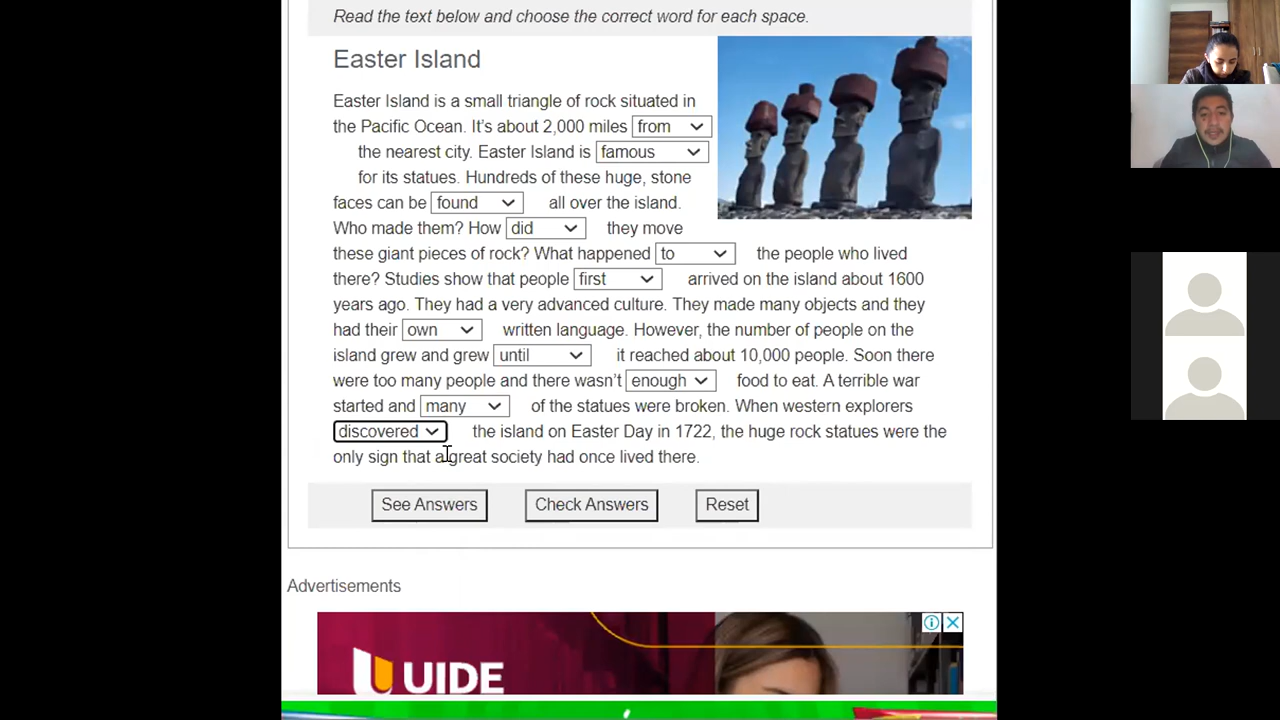 Read the text below and choose the correct word for each space.
Easter Island
Easter Island is a small triangle of rock situated in
the Pacific Ocean. It's about 2,000 miles from
the nearest city. Easter Island is famous
for its statues. Hundreds of these huge, stone
faces can be found all over the island.
Who made them? How did they move
these giant pieces of rock? What happened to the people who lived
there? Studies show that people first arrived on the island about 1600
years ago. They had a very advanced culture. They made many objects and they
had their own written language. However, the number of people on the
island grew and grew until it reached about 10,000 people. Soon there
were too many people and there wasn't enough food to eat. A terrible war
started and many of the statues were broken. When western explorers
discovered the island on Easter Day in 1722, the huge rock statues were the
only sign that a great society had once lived there.
See Answers Check Answers Reset
Advertisements
UIDE